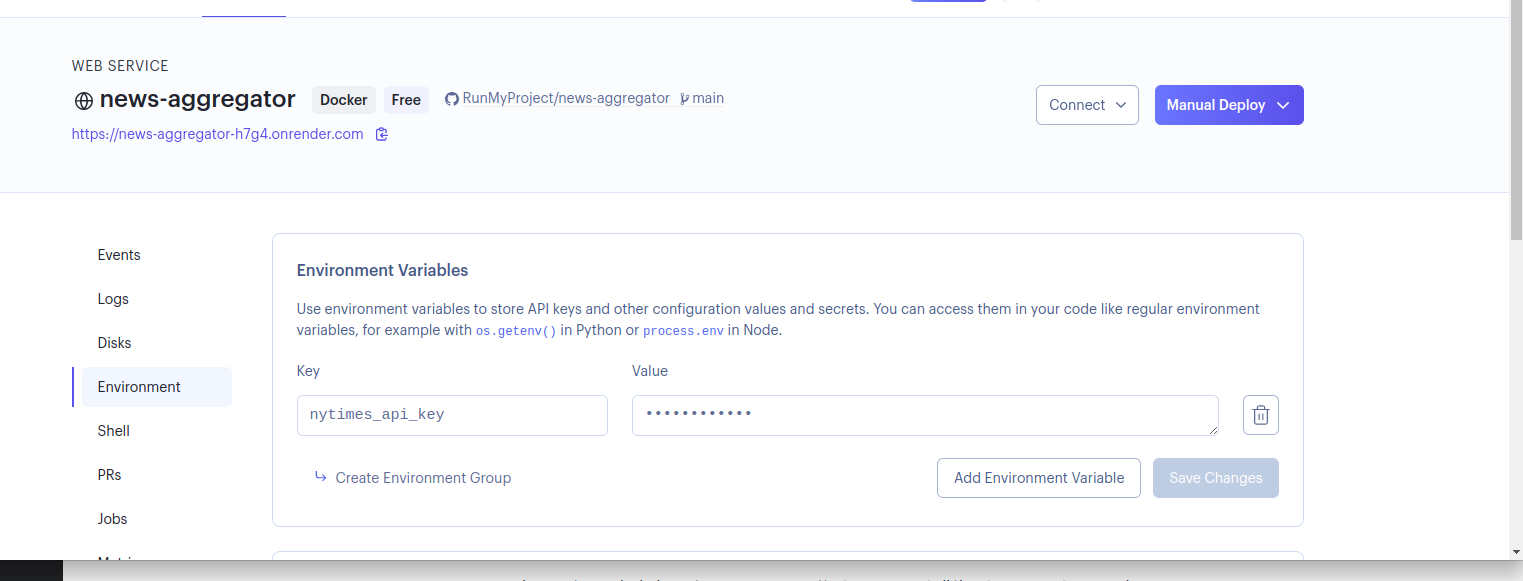 WEB SERVICE
news-aggregator Docker Free RunMyProject/news-aggregator main
https://news-aggregator-h7g4.onrender.com
Connect
Manual Deploy
Events
Logs
Disks
Environment
Shell
PRs
Jobs
Environment Variables
Use environment variables to store API keys and other configuration values and secrets. You can access them in your code like regular environment
variables, for example with os.getenv() in Python or process.env in Node.
Key Value
nytimes_api_key ••••••••••••
Create Environment Group
Add Environment Variable
Save Changes